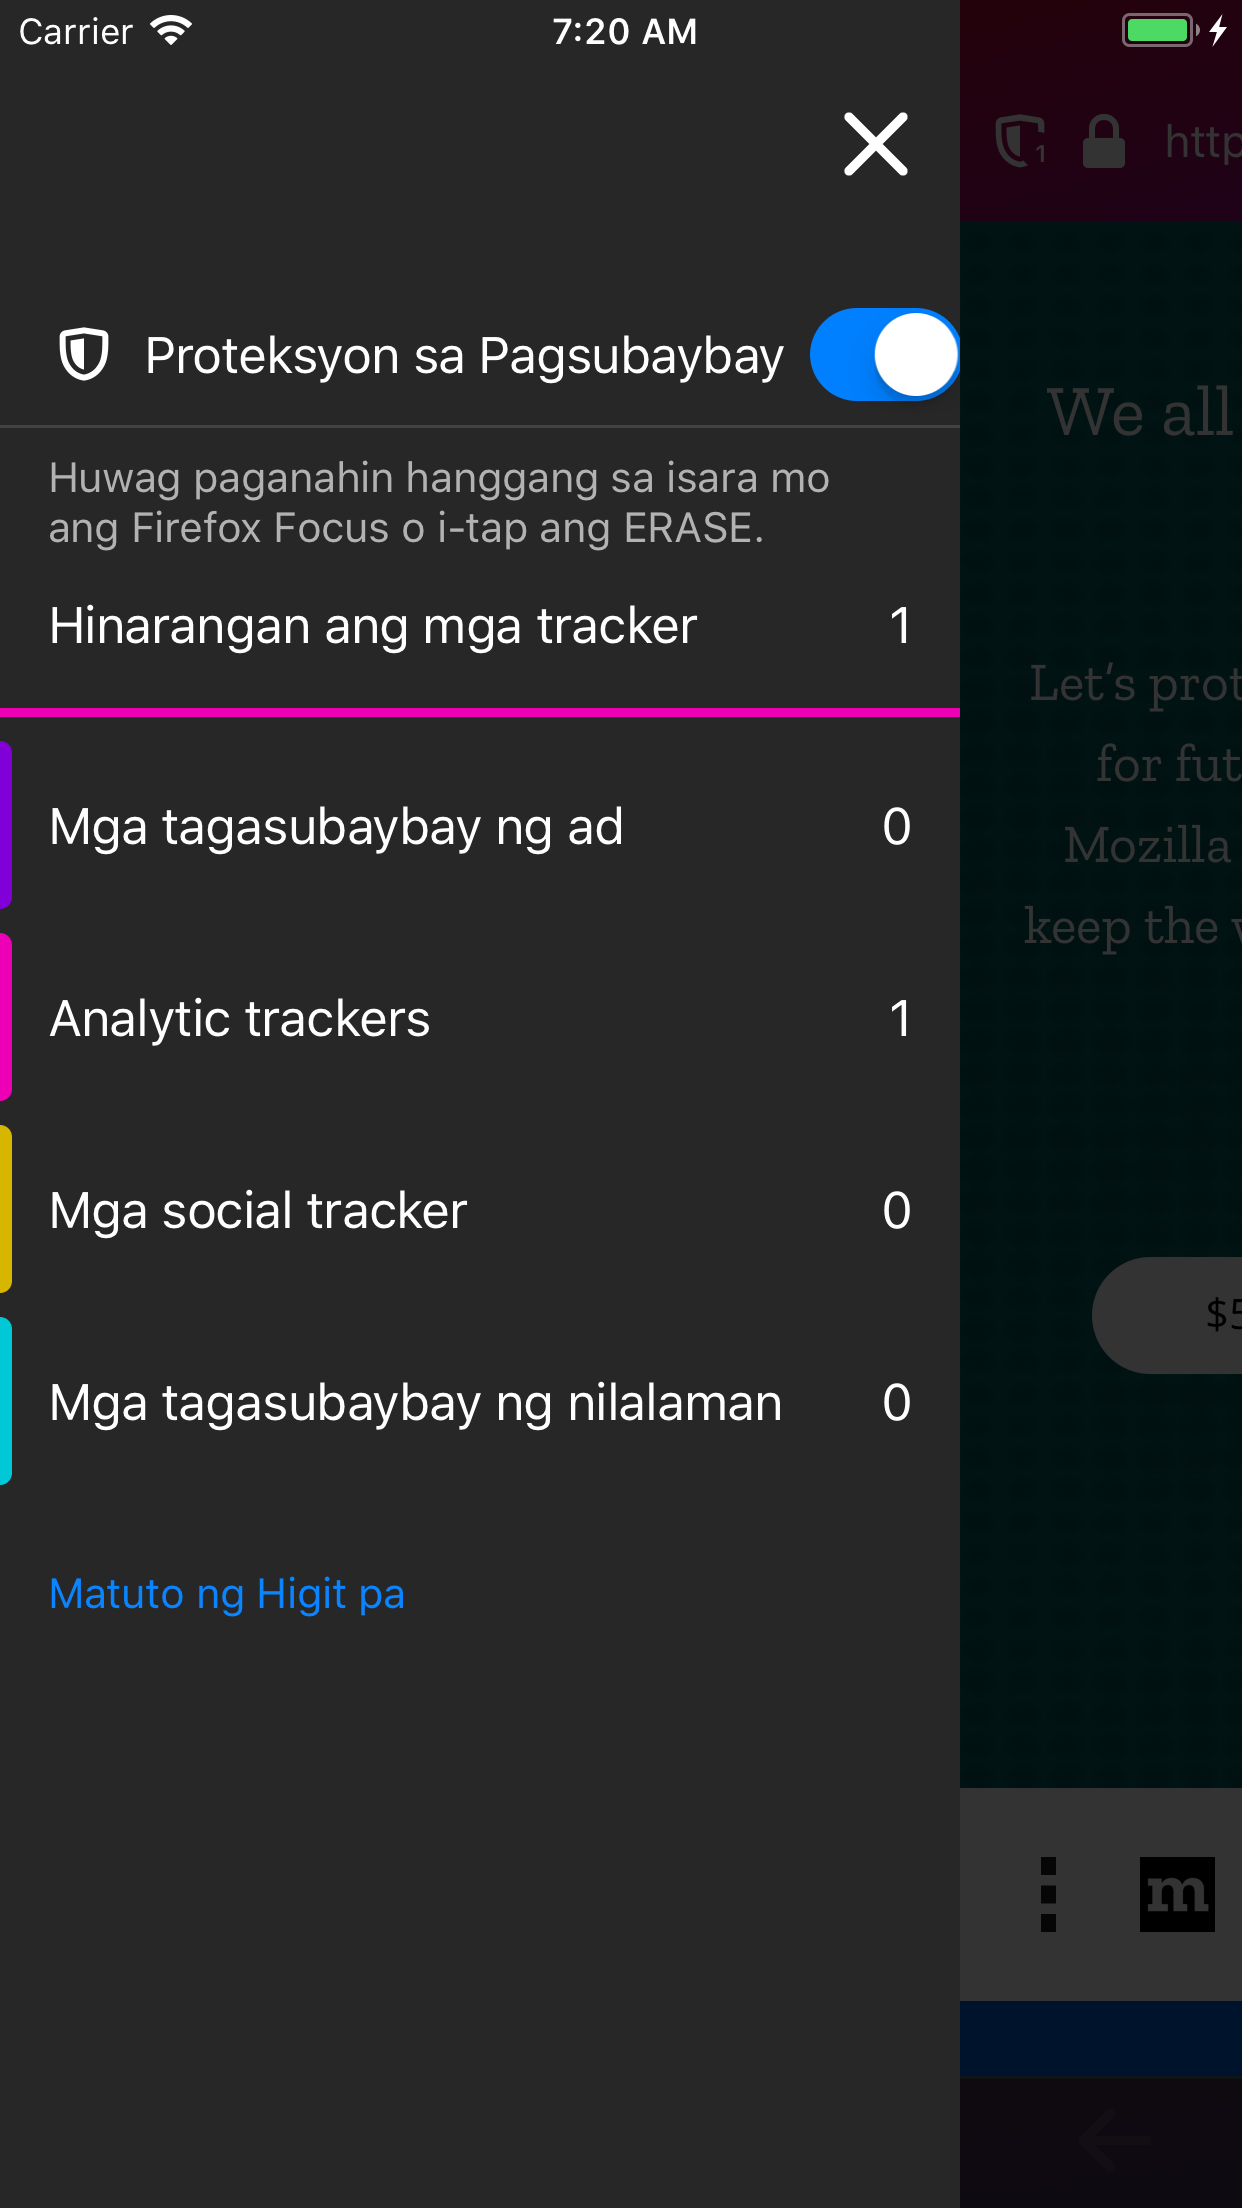 Carrier
7:20 AM
1
http
Proteksyon sa Pagsubaybay
Huwag paganahin hanggang sa isara mo
ang Firefox Focus o i-tap ang ERASE.
Hinarangan ang mga tracker 1
Mga tagasubaybay ng ad 0
Analytic trackers 1
Mga social tracker 0
Mga tagasubaybay ng nilalaman 0
Matuto ng Higit pa
We all
Let's prot
for fut
Mozilla
keep the
$5
m